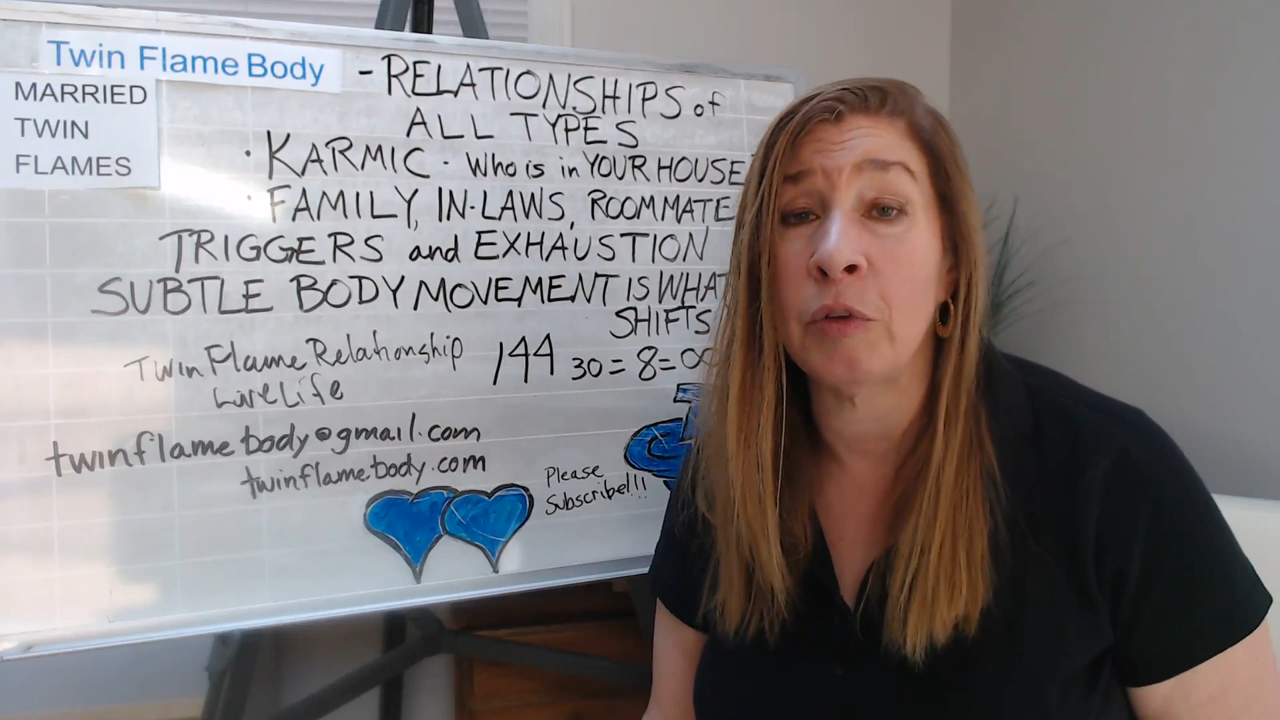 Twin Flame Body
MARRIED
TWIN
FLAMES
- RELATIONSHIPS of
ALL TYPES
• KARMIC - Who is in YOUR HOUSE
• FAMILY, IN-LAWS, ROOMMATE
TRIGGERS and EXHAUSTION
SUBTLE BODY MOVEMENT IS WHAT
SHIFTS
Twin Flame Relationship
Love Life
144 30 = 8 = ∞
twinflamebody@gmail.com
twinflamebody.com
Please
Subscribe!!!